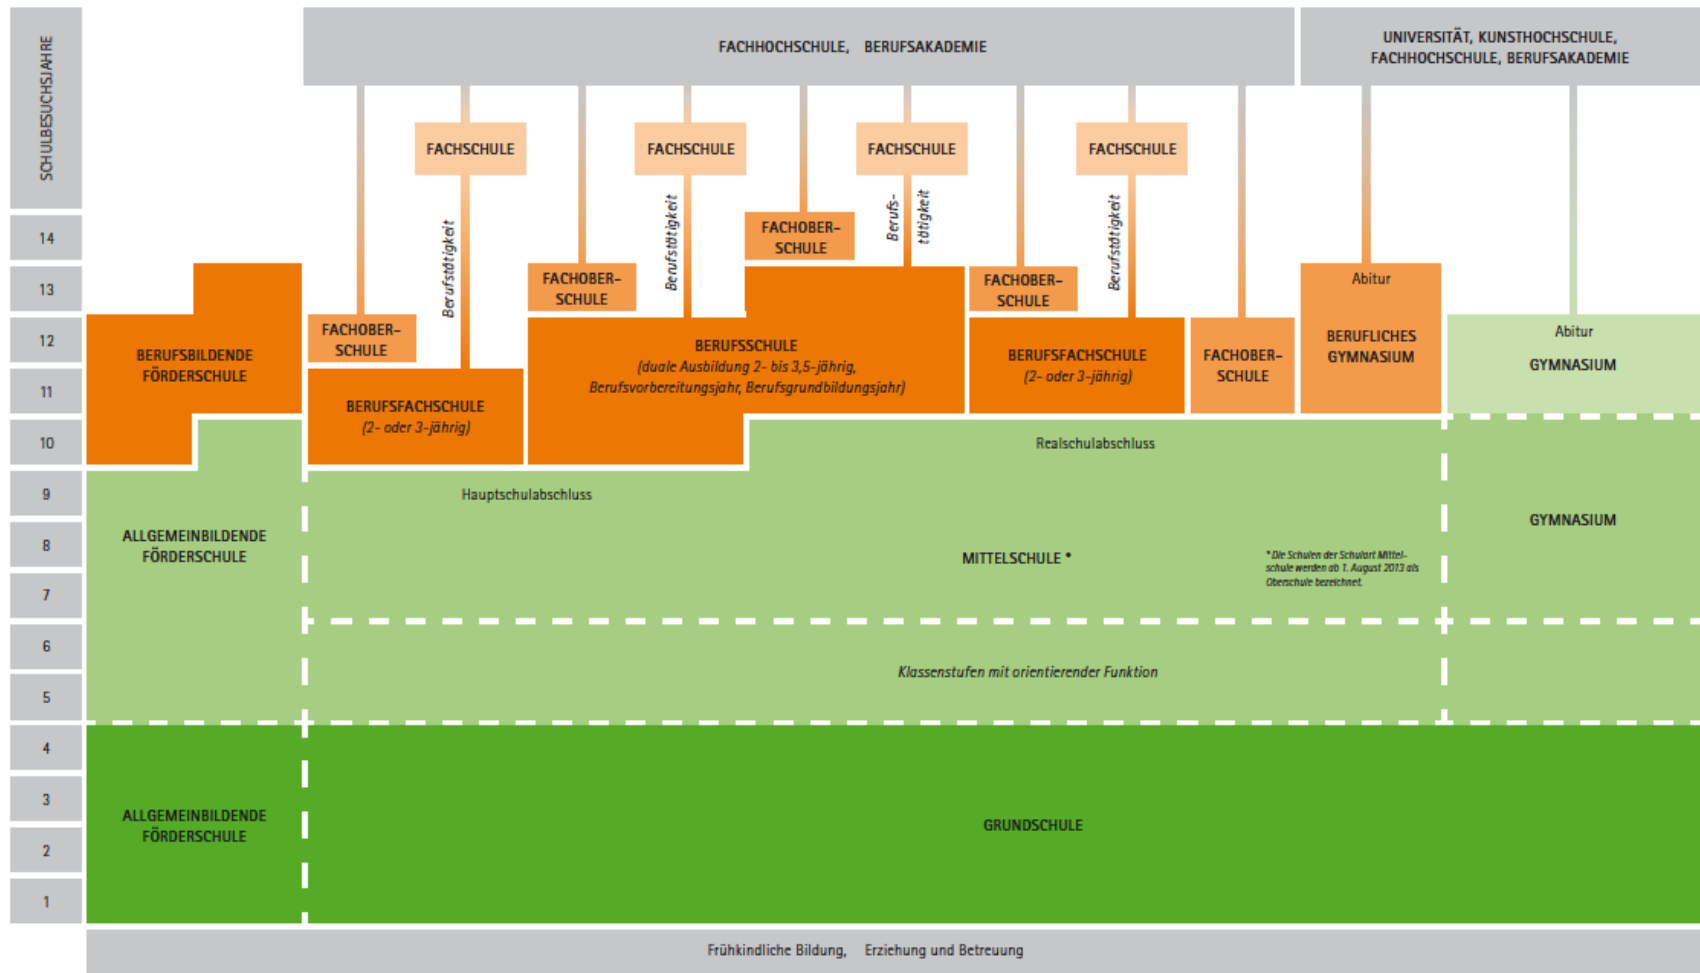 SCHULBESUCHSJAHRE
FACHHOCHSCHULE, BERUFSAKADEMIE
UNIVERSITÄT, KUNSTHOCHSCHULE,
FACHHOCHSCHULE, BERUFSAKADEMIE
FACHSCHULE
FACHSCHULE
FACHSCHULE
FACHSCHULE
Berufstätigkeit
Berufstätigkeit
Berufs-
tätigkeit
Berufstätigkeit
14
FACHOBER-
SCHULE
13
FACHOBER-
SCHULE
FACHOBER-
SCHULE
Abitur
12
BERUFSBILDENDE
FÖRDERSCHULE
FACHOBER-
SCHULE
BERUFSSCHULE
(duale Ausbildung 2- bis 3,5-jährig,
Berufsvorbereitungsjahr, Berufsgrundbildungsjahr)
BERUFSFACHSCHULE
(2- oder 3-jährig)
FACHOBER-
SCHULE
BERUFLICHES
GYMNASIUM
Abitur
GYMNASIUM
11
BERUFSFACHSCHULE
(2- oder 3-jährig)
10
Realschulabschluss
9
Hauptschulabschluss
GYMNASIUM
8
ALLGEMEINBILDENDE
FÖRDERSCHULE
MITTELSCHULE *
* Die Schulen der Schulart Mittel-
schule werden ab 1. August 2013 als
Oberschule bezeichnet.
7
6
Klassenstufen mit orientierender Funktion
5
4
3
ALLGEMEINBILDENDE
FÖRDERSCHULE
GRUNDSCHULE
2
1
Frühkindliche Bildung, Erziehung und Betreuung